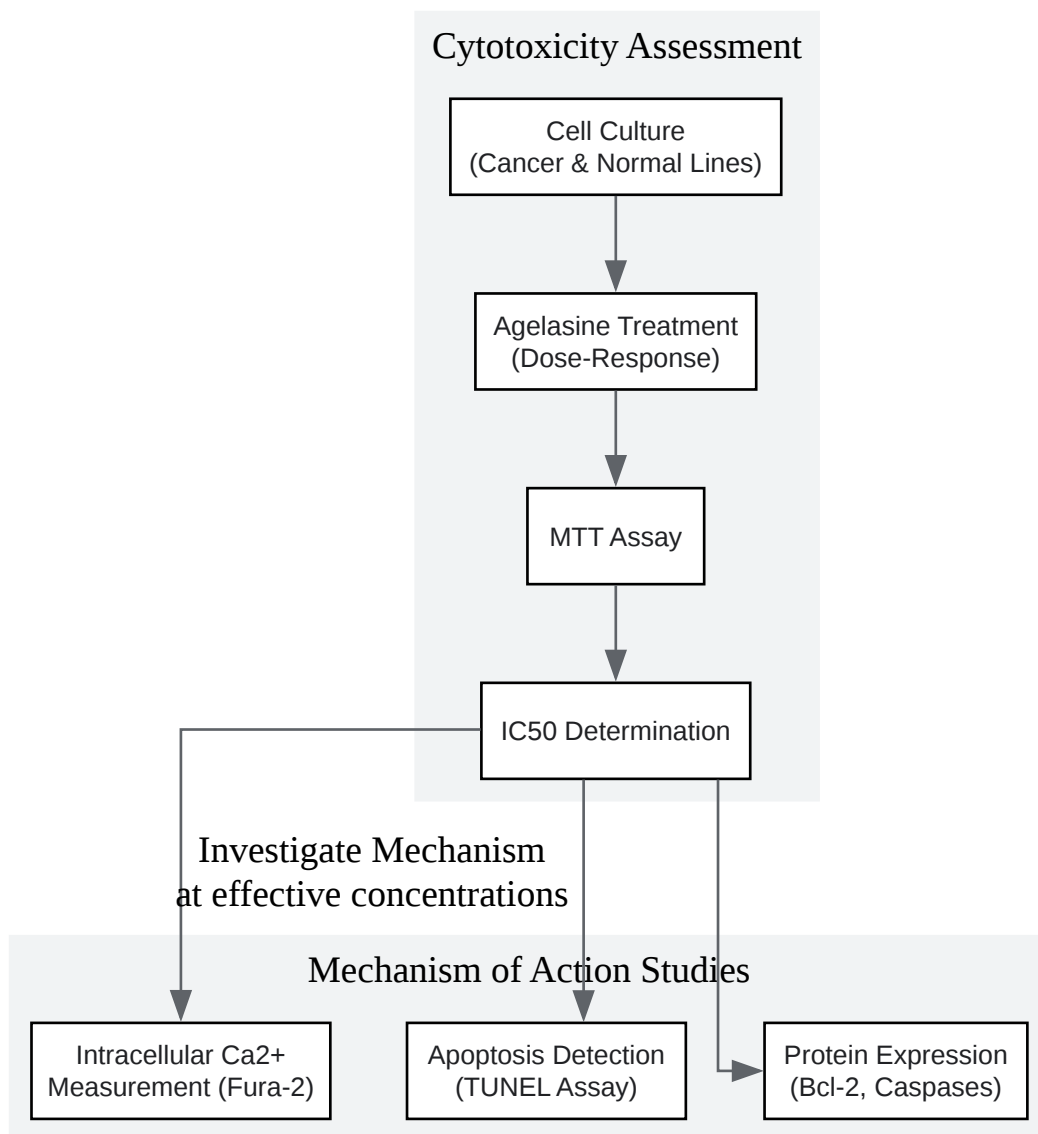 Cytotoxicity Assessment
Cell Culture
(Cancer & Normal Lines)
Agelasine Treatment
(Dose-Response)
MTT Assay
IC50 Determination
Investigate Mechanism
at effective concentrations
Mechanism of Action Studies
Intracellular Ca2+
Measurement (Fura-2)
Apoptosis Detection
(TUNEL Assay)
Protein Expression
(Bcl-2, Caspases)